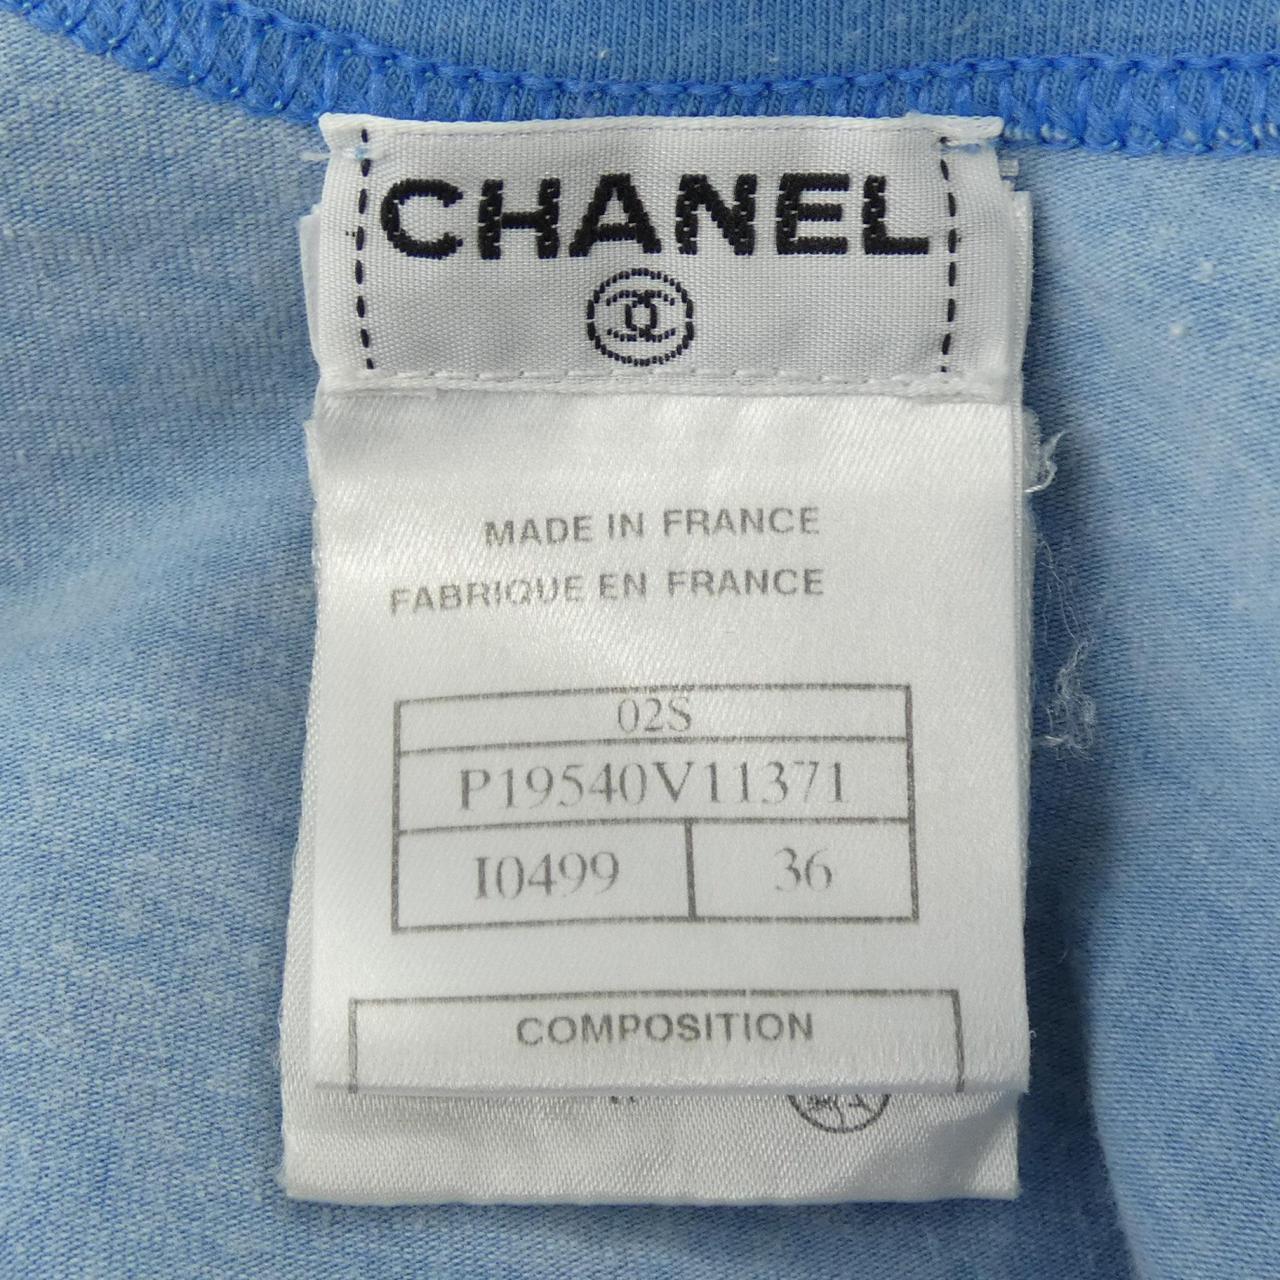 CHANEL
MADE IN FRANCE
FABRIQUE EN FRANCE
02S
P19540V11371
I0499 36
COMPOSITION